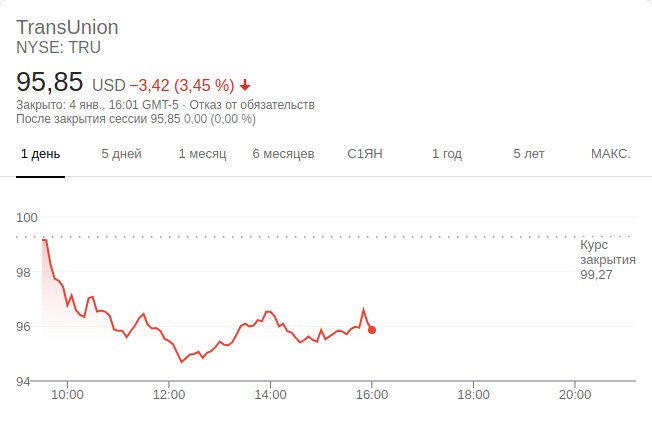 TransUnion
NYSE: TRU
95,85 USD −3,42 (3,45 %)
Закрыто: 4 янв., 16:01 GMT-5 · Отказ от обязательств
После закрытия сессии 95,85 0,00 (0,00 %)
1 день 5 дней 1 месяц 6 месяцев С1ЯН 1 год 5 лет МАКС.
100
Курс
закрытия
99,27
98
96
94
10:00 12:00 14:00 16:00 18:00 20:00